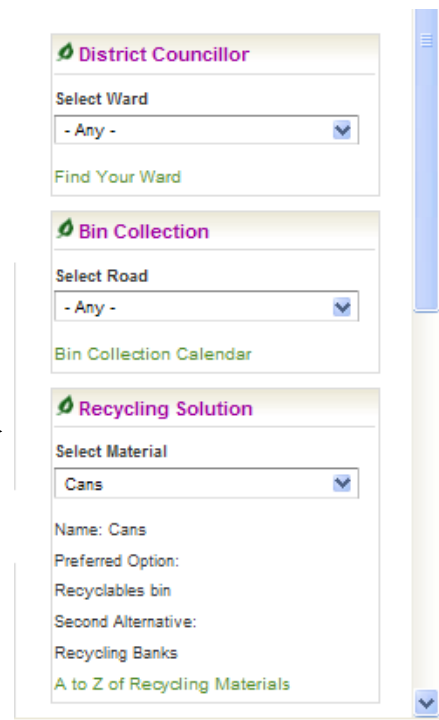 District Councillor
Select Ward
- Any -
Find Your Ward
Bin Collection
Select Road
- Any -
Bin Collection Calendar
Recycling Solution
Select Material
Cans
Name: Cans
Preferred Option:
Recyclables bin
Second Alternative:
Recycling Banks
A to Z of Recycling Materials